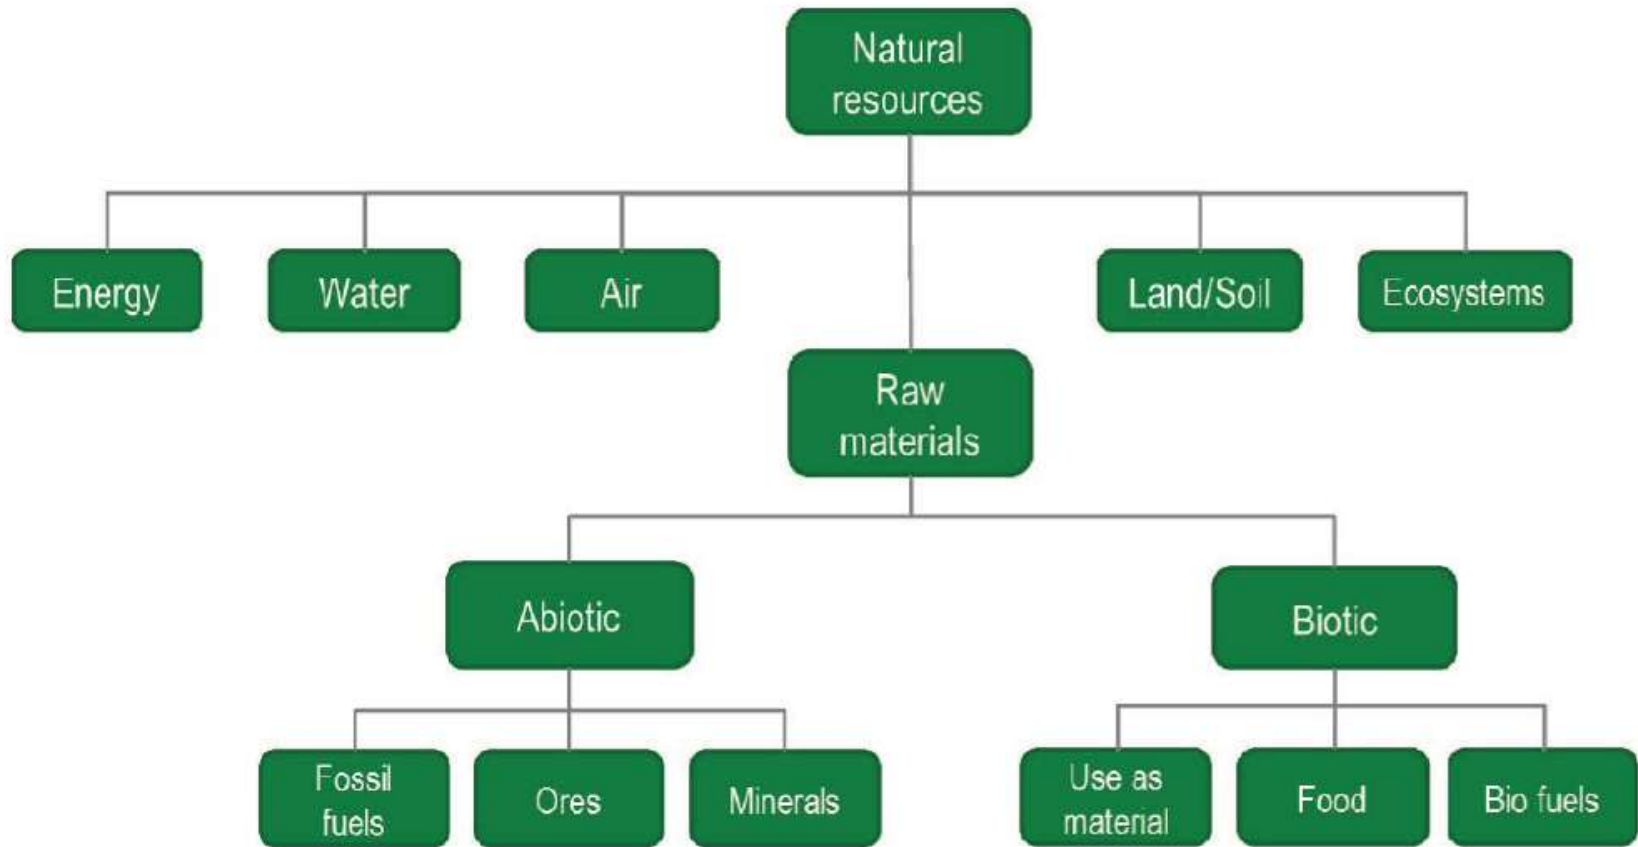 Natural
resources
Energy
Water
Air
Land/Soil
Ecosystems
Raw
materials
Abiotic
Biotic
Fossil
fuels
Ores
Minerals
Use as
material
Food
Bio fuels